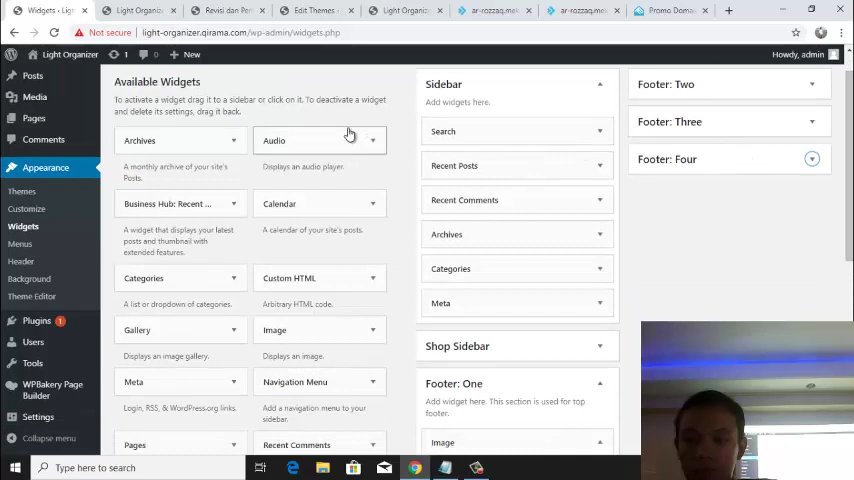 Widgets ‹ L
Light Organize
Revisi dan Per
Edit Themes ‹
Light Organize
ar-rozzaq.mek
ar-rozzaq.mek
Promo Doma
Not secure light-organizer.qirama.com/wp-admin/widgets.php
Light Organizer 1 0 + New Howdy, admin
Posts
Media
Pages
Comments
Appearance
Themes
Customize
Widgets
Menus
Header
Background
Theme Editor
Plugins 1
Users
Tools
WPBakery Page
Builder
Settings
Collapse menu
Available Widgets
To activate a widget drag it to a sidebar or click on it. To deactivate a widget
and delete its settings, drag it back.
Archives
A monthly archive of your site's
Posts.
Audio
Displays an audio player.
Business Hub: Recent ...
A widget that displays your latest
posts and thumbnail with
extended features.
Calendar
A calendar of your site's posts.
Categories
A list or dropdown of categories.
Custom HTML
Arbitrary HTML code.
Gallery
Displays an image gallery.
Image
Displays an image.
Meta
Login, RSS, & WordPress.org links.
Navigation Menu
Add a navigation menu to your
sidebar.
Pages
Recent Comments
Sidebar
Add widgets here.
Search
Recent Posts
Recent Comments
Archives
Categories
Meta
Shop Sidebar
Footer: One
Add widget here. This section is used for top
footer.
Image
Footer: Two
Footer: Three
Footer: Four
Type here to search